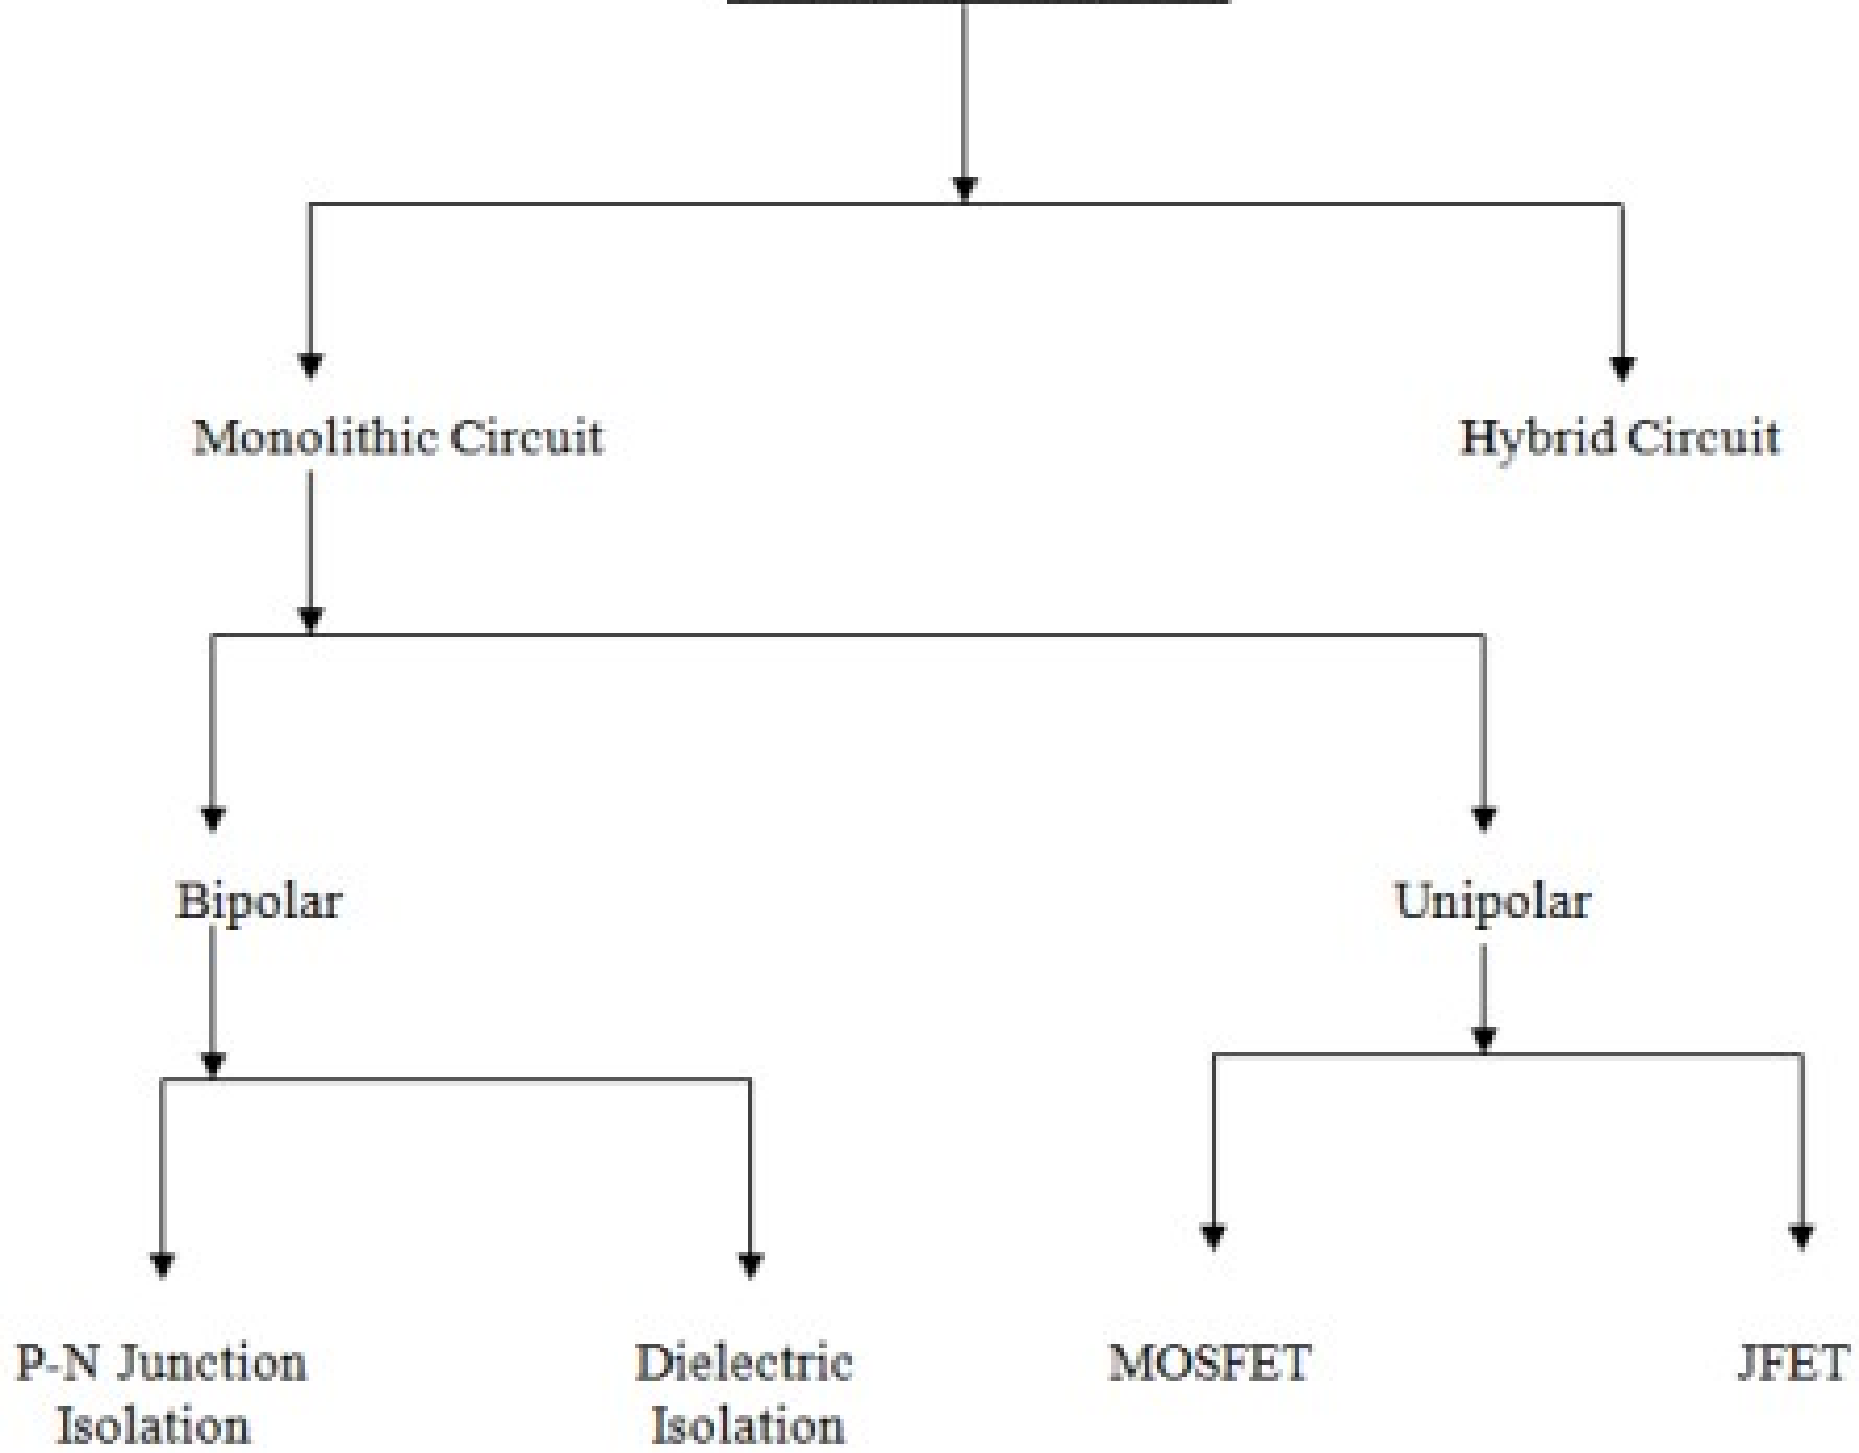 Monolithic Circuit
Hybrid Circuit
Bipolar
Unipolar
P-N Junction
Isolation
Dielectric
Isolation
MOSFET
JFET